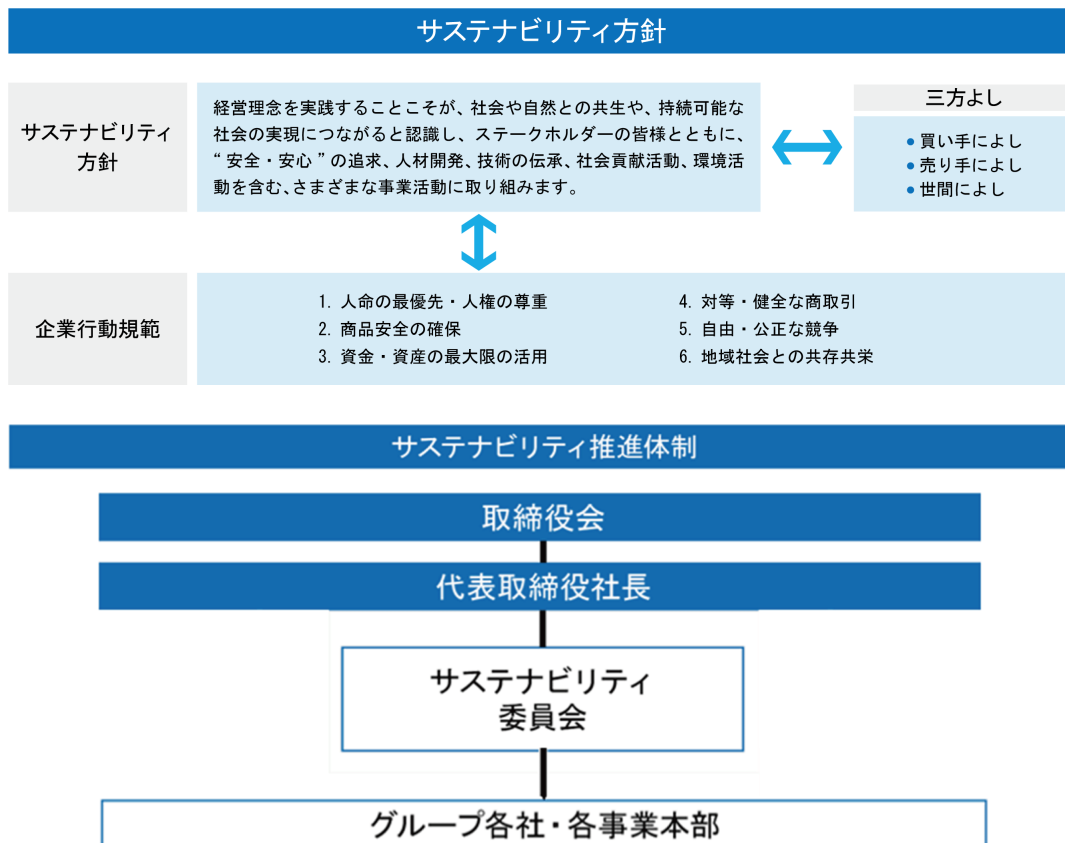 サステナビリティ方針
サステナビリティ
方針
経営理念を実践することこそが、社会や自然との共生や、持続可能な
社会の実現につながると認識し、ステークホルダーの皆様とともに、
“安全・安心”の追求、人材開発、技術の伝承、社会貢献活動、環境活
動を含む、さまざまな事業活動に取り組みます。
三方よし
● 買い手によし
● 売り手によし
● 世間によし
企業行動規範
1. 人命の最優先・人権の尊重
2. 商品安全の確保
3. 資金・資産の最大限の活用
4. 対等・健全な商取引
5. 自由・公正な競争
6. 地域社会との共存共栄
サステナビリティ推進体制
取締役会
代表取締役社長
サステナビリティ
委員会
グループ各社・各事業本部